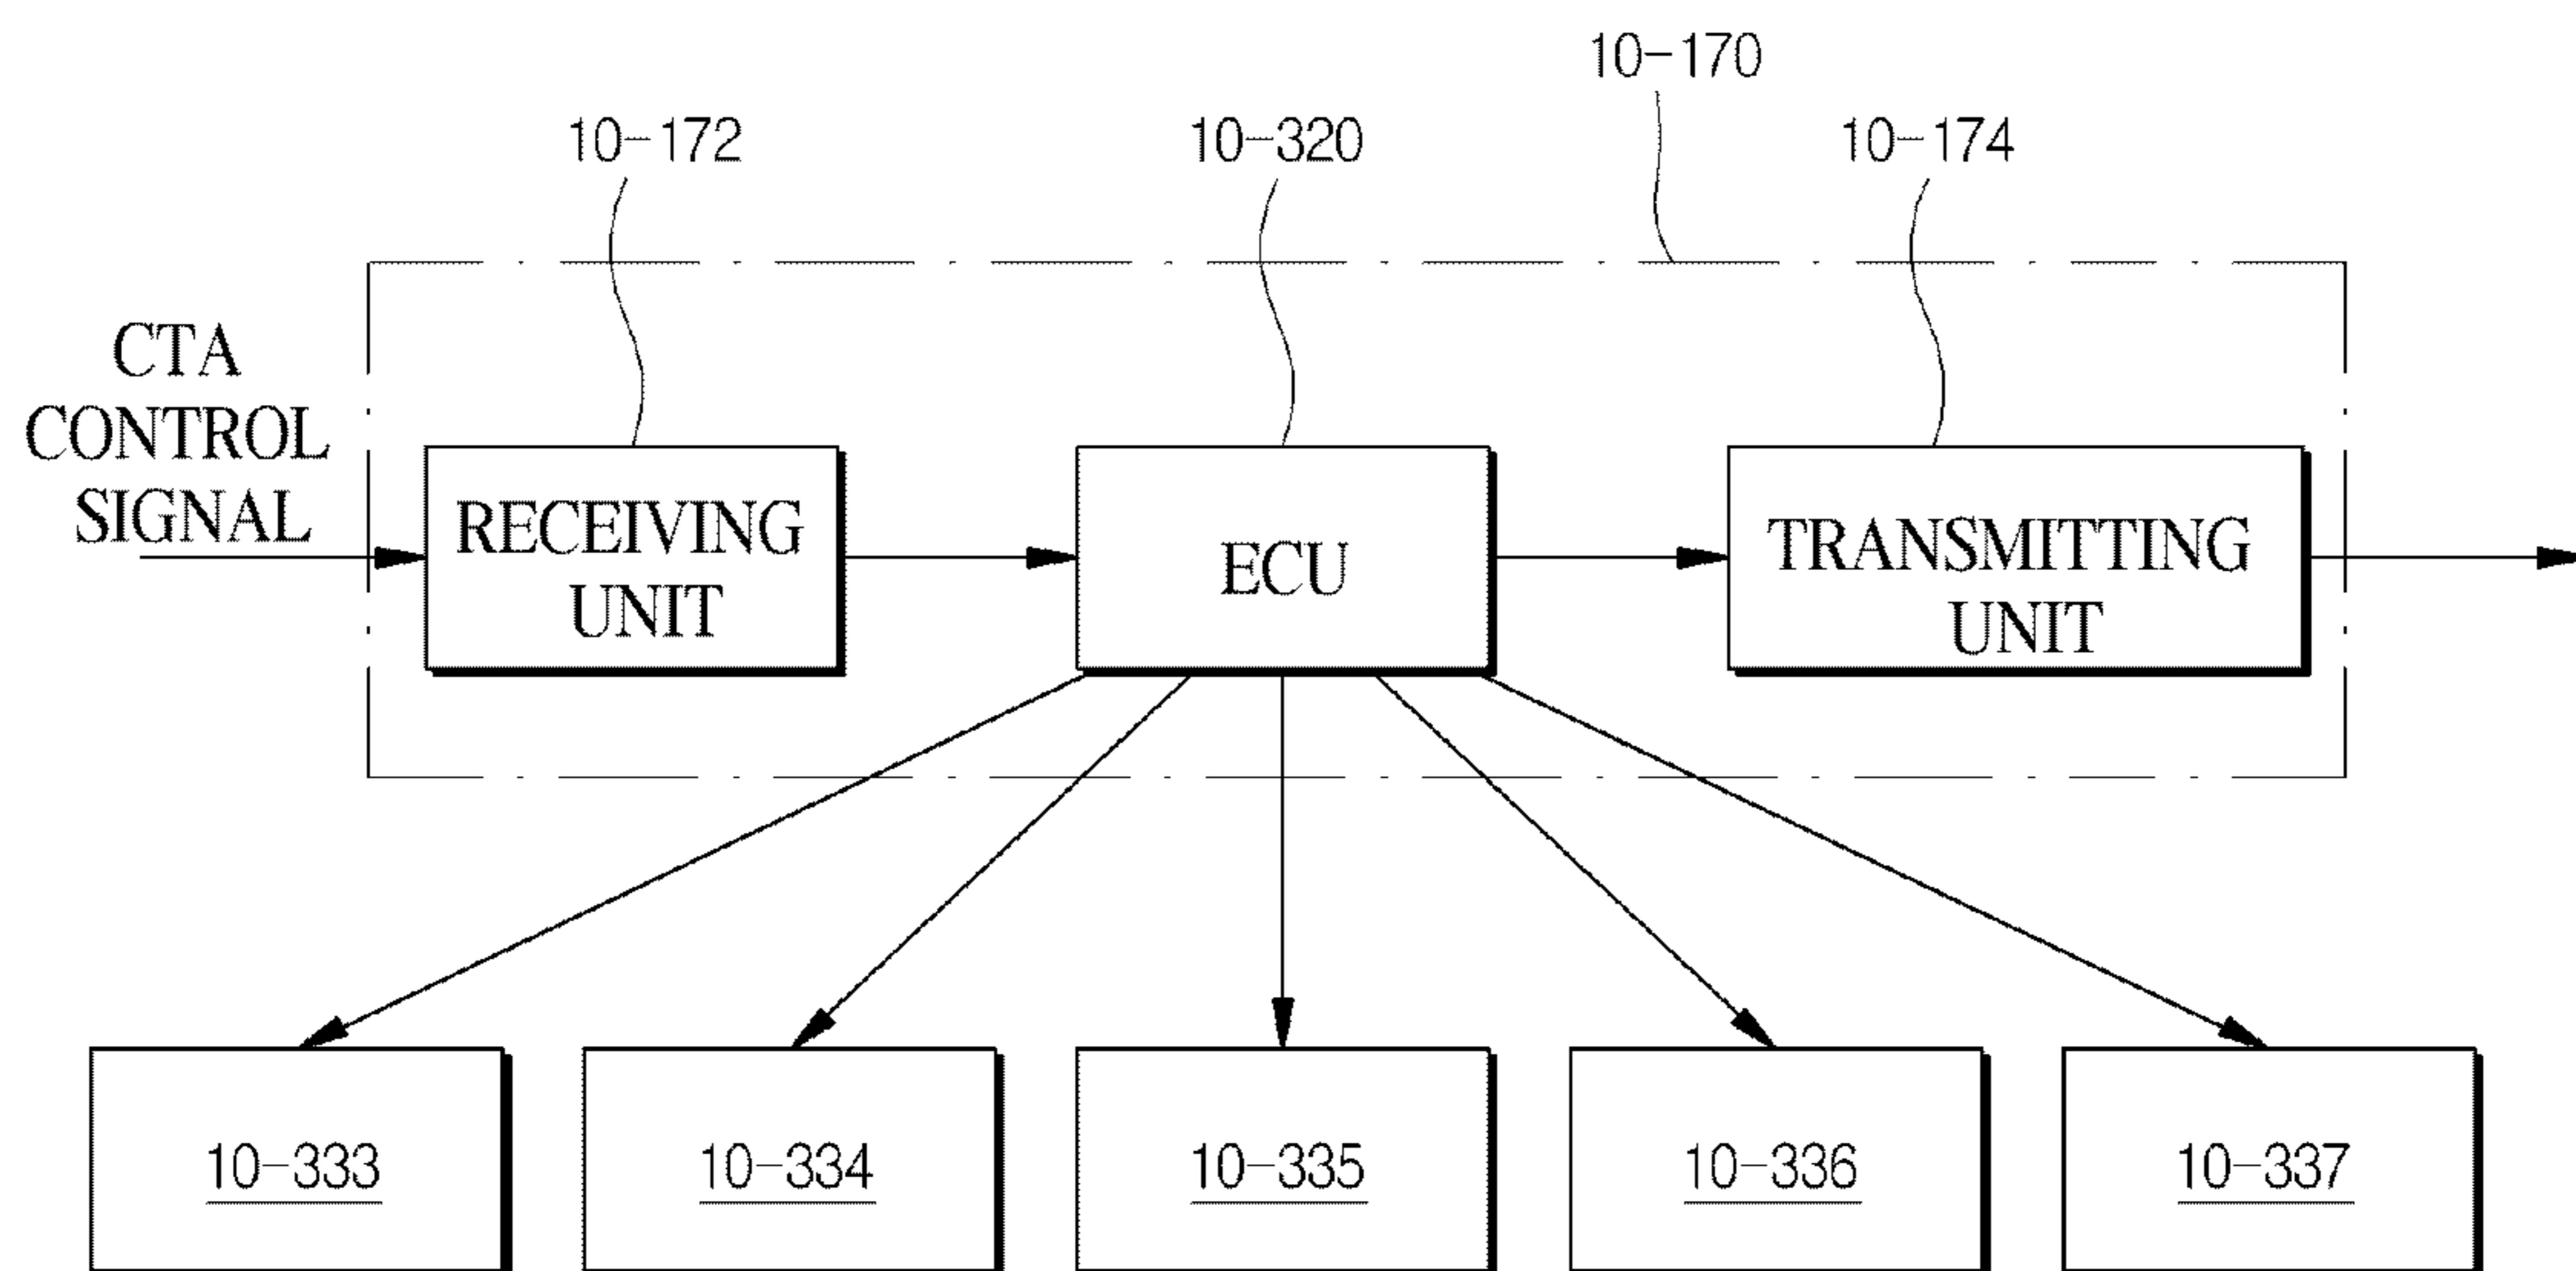 10-170
10-172
10-320
10-174
CTA
CONTROL
SIGNAL
RECEIVING
UNIT
ECU
TRANSMITTING
UNIT
10-333
10-334
10-335
10-336
10-337